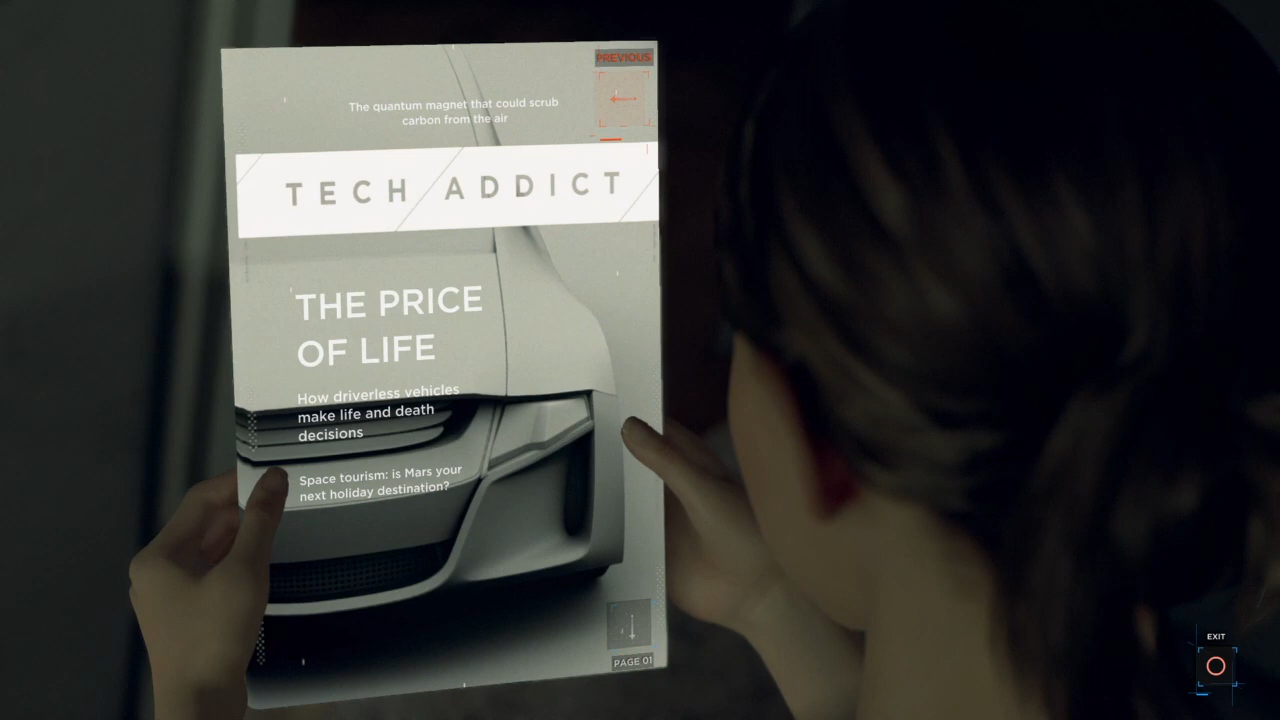 PREVIOUS
The quantum magnet that could scrub
carbon from the air
TECH ADDICT
THE PRICE
OF LIFE
How driverless vehicles
make life and death
decisions
Space tourism: is Mars your
next holiday destination?
PAGE 01
EXIT